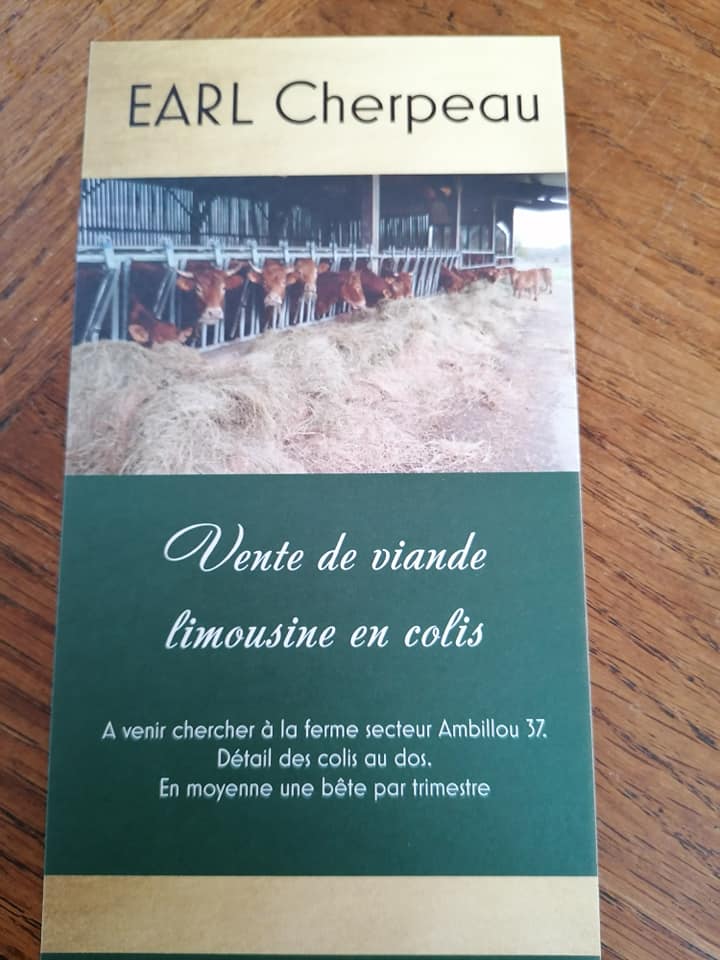 EARL Cherpeau
Vente de viande
limousine en colis
A venir chercher à la ferme secteur Ambillou 37.
Détail des colis au dos.
En moyenne une bête par trimestre